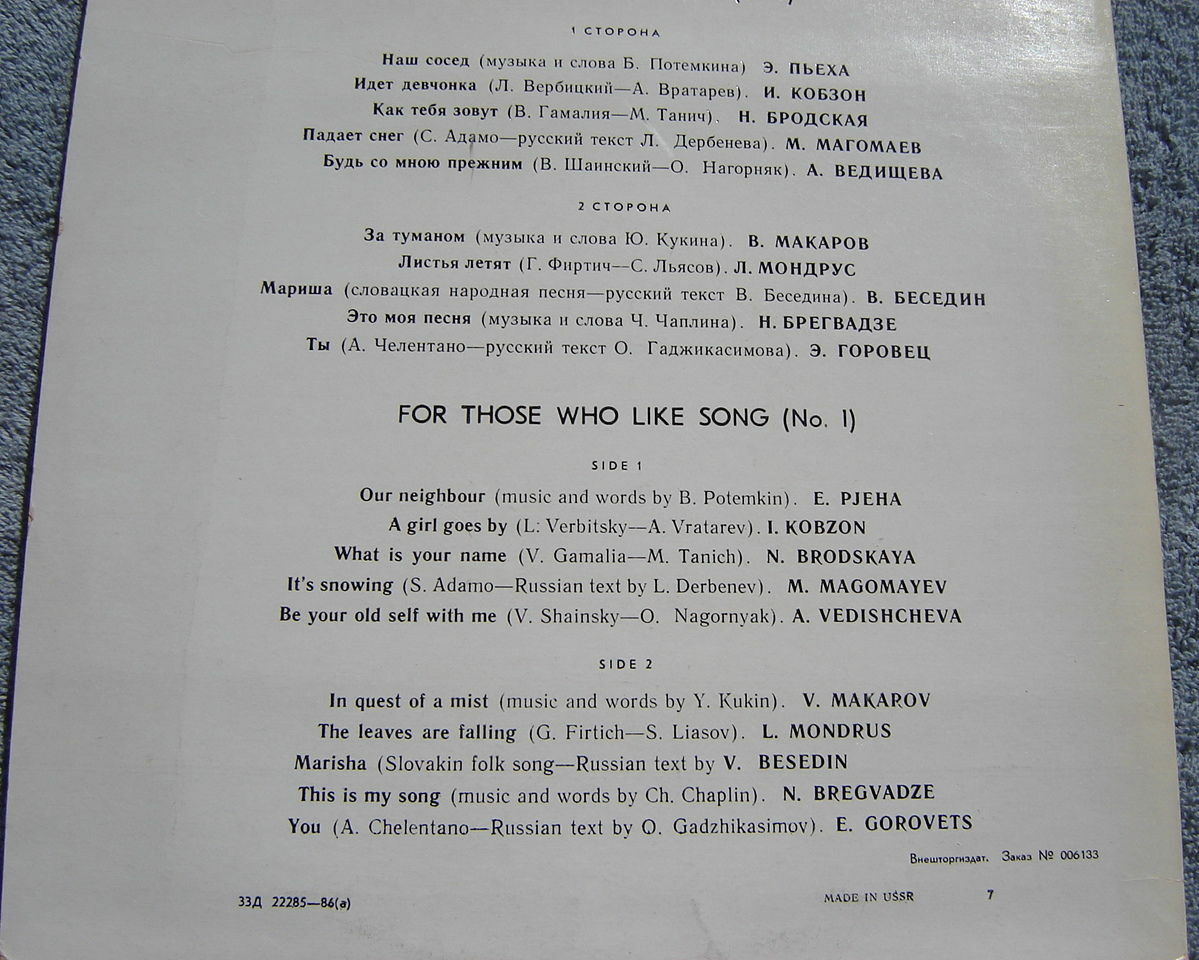 1 СТОРОНА
Наш сосед (музыка и слова Б. Потемкина) Э. ПЬЕХА
Идет девчонка (Л. Вербицкий—А. Вратарев). И. КОБЗОН
Как тебя зовут (В. Гамалия—М. Танич). Н. БРОДСКАЯ
Падает снег (С. Адамо—русский текст Л. Дербенева). М. МАГОМАЕВ
Будь со мною прежним (В. Шаинский—О. Нагорняк). А. ВЕДИЩЕВА
2 СТОРОНА
За туманом (музыка и слова Ю. Кукина). В. МАКАРОВ
Листья летят (Г. Фиртич—С. Льясов). Л. МОНДРУС
Мариша (словацкая народная песня—русский текст В. Беседина). В. БЕСЕДИН
Это моя песня (музыка и слова Ч. Чаплина). Н. БРЕГВАДЗЕ
Ты (А. Челентано—русский текст О. Гаджикасимова). Э. ГОРОВЕЦ
FOR THOSE WHO LIKE SONG (No. 1)
SIDE 1
Our neighbour (music and words by B. Potemkin). E. PJEHA
A girl goes by (L: Verbitsky—A. Vratarev). I. KOBZON
What is your name (V. Gamalia—M. Tanich). N. BRODSKAYA
It's snowing (S. Adamo—Russian text by L. Derbenev). M. MAGOMAYEV
Be your old self with me (V. Shainsky—O. Nagornyak). A. VEDISHCHEVA
SIDE 2
In quest of a mist (music and words by Y. Kukin). V. MAKAROV
The leaves are falling (G. Firtich—S. Liasov). L. MONDRUS
Marisha (Slovakin folk song—Russian text by V. BESEDIN
This is my song (music and words by Ch. Chaplin). N. BREGVADZE
You (A. Chelentano—Russian text by O. Gadzhikasimov). E. GOROVETS
Внешторгиздат. Заказ № 006133
33Д 22285—86(а) MADE IN USSR 7